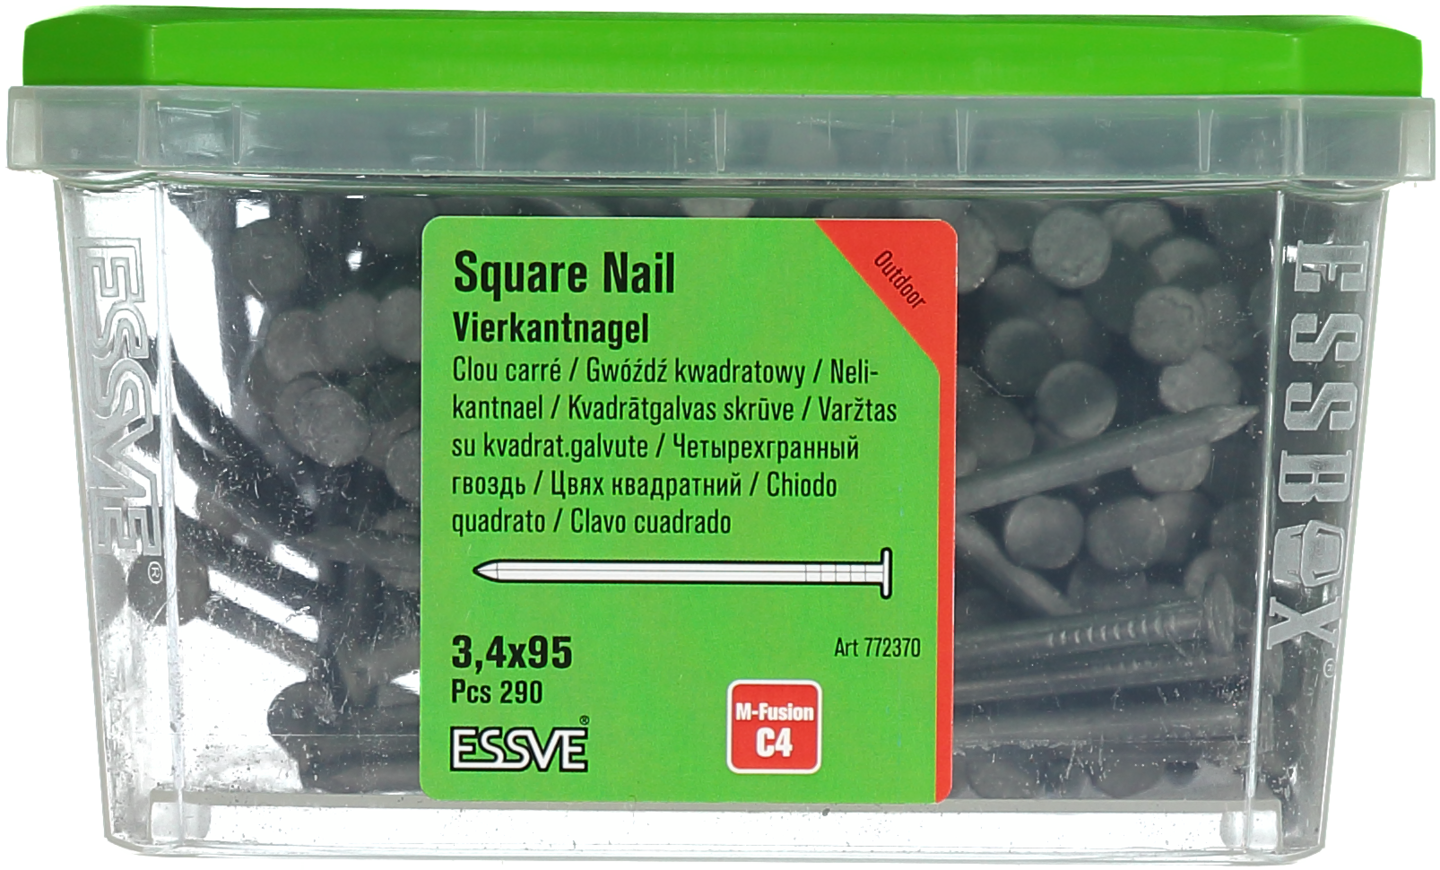 Square Nail
Outdoor
Vierkantnagel
Clou carré / Gwóźdź kwadratowy / Neli-
kantnael / Kvadrātgalvas skrūve / Varžtas
su kvadrat.galvute / Четырехгранный
гвоздь / Цвях квадратний / Chiodo
quadrato / Clavo cuadrado
3,4x95
Art 772370
Pcs 290
M-Fusion
C4
ESSVE®
ESSVE®
ESSBOX®